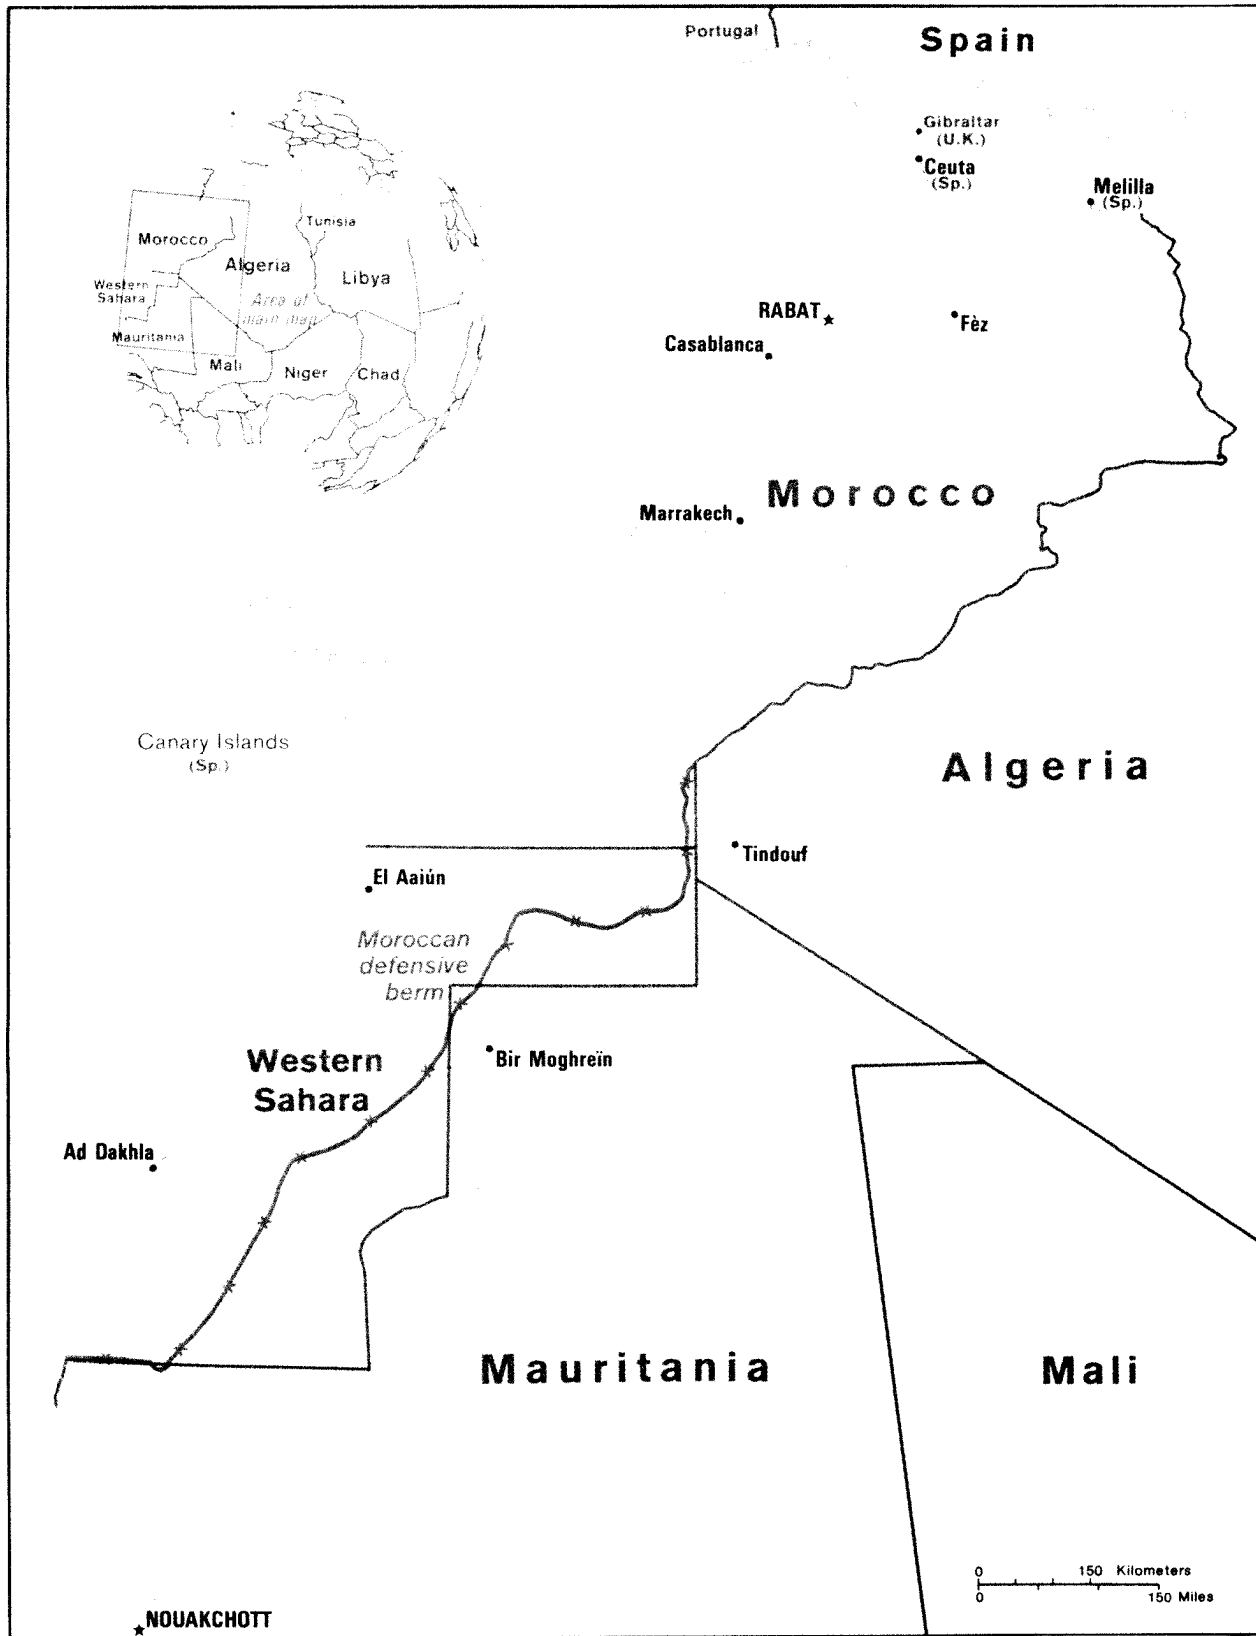 Portugal
Spain
Gibraltar
(U.K.)
Ceuta
(Sp.)
Melilla
(Sp.)
Tunisia
Morocco
Algeria
Libya
Western
Sahara
Area of
main map
Mauritania
Mali
Niger
Chad
RABAT
Fèz
Casablanca
Morocco
Marrakech
Canary Islands
(Sp.)
Algeria
Tindouf
El Aaiún
Moroccan
defensive
berm
Western
Sahara
Bir Moghreïn
Ad Dakhla
Mauritania
Mali
0 150 Kilometers
0 150 Miles
NOUAKCHOTT